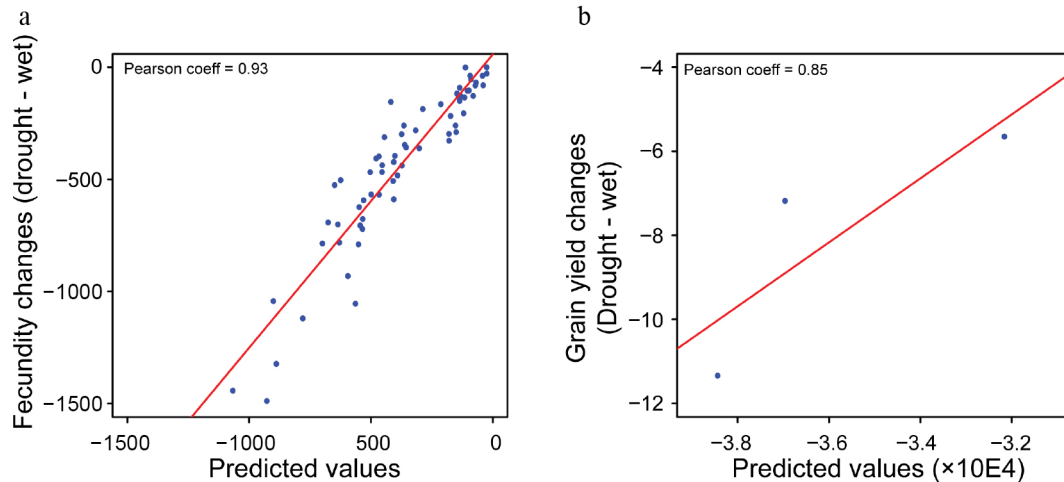 a
Pearson coeff = 0.93
Fecundity changes (drought - wet)
0
−500
−1000
−1500
−1500
−1000
500
500
0
Predicted values
b
Pearson coeff = 0.85
Grain yield changes
(Drought - wet)
−4
−6
−8
−10
−12
−3.8
−3.6
−3.4
−3.2
Predicted values (×10E4)